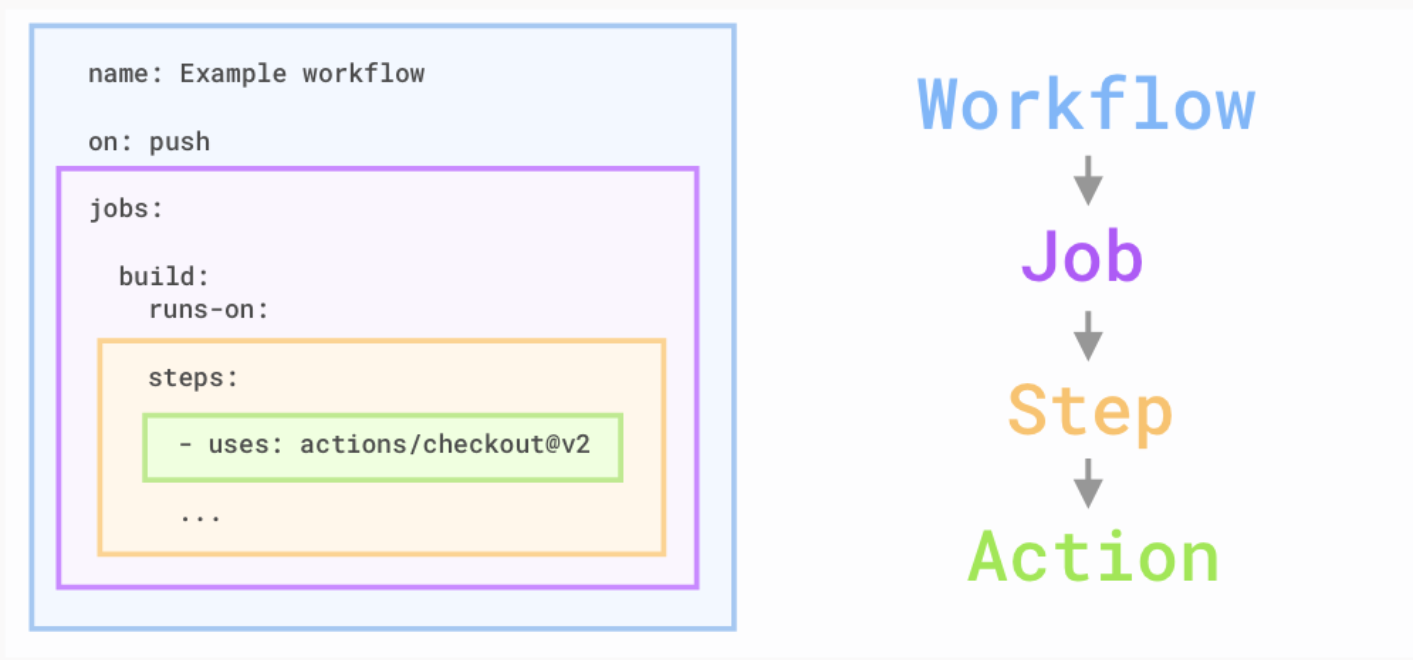 name: Example workflow
on: push
jobs:
build:
runs-on:
steps:
- uses: actions/checkout@v2
...
Workflow
Job
Step
Action